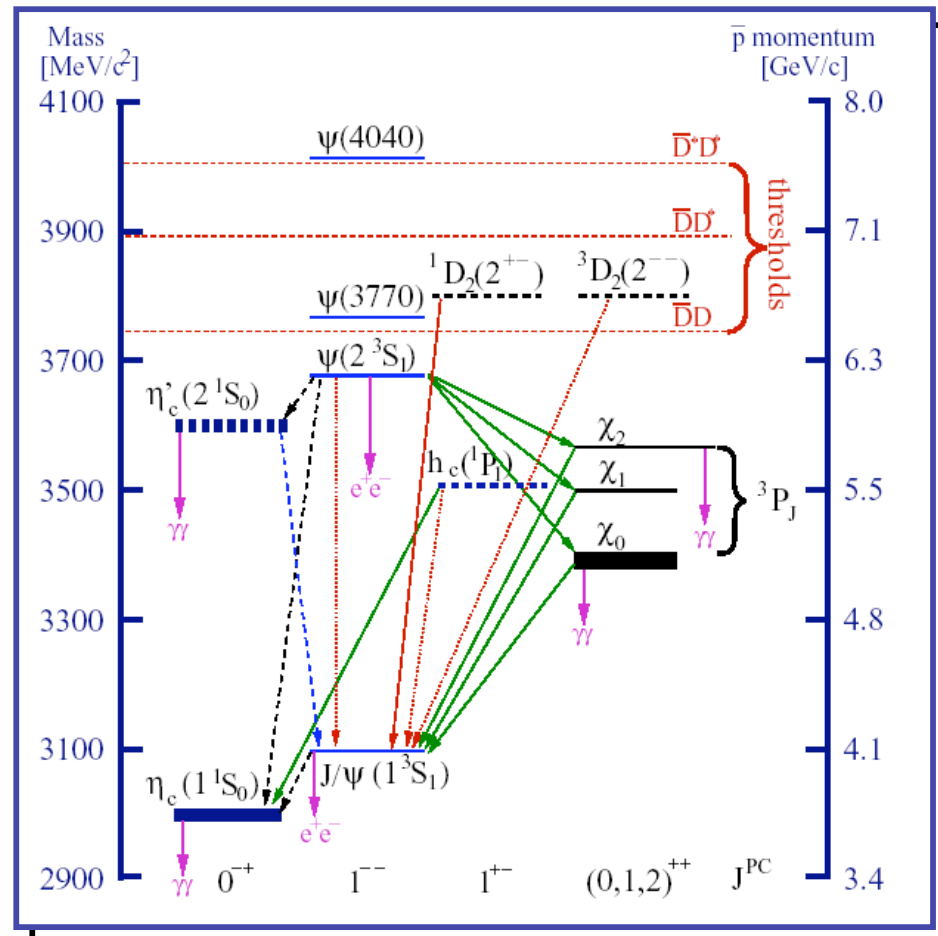 Mass
[MeV/c²]
p̅ momentum
[GeV/c]
4100
8.0
ψ(4040)
D̅*D*
3900
D̅D*
7.1
thresholds
¹D₂(2⁺⁻)
³D₂(2⁻⁻)
ψ(3770)
D̅D
3700
ψ(2 ³S₁)
6.3
η'c(2 ¹S₀)
χ₂
hc(¹P₁)
e⁺e⁻
3500
χ₁
³PJ
5.5
γγ
γγ
χ₀
3300
γγ
4.8
3100
4.1
J/ψ (1³S₁)
ηc(1¹S₀)
e⁺e⁻
γγ
2900
0⁻⁺
1⁻⁻
1⁺⁻
(0,1,2)⁺⁺
Jᴾᶜ
3.4